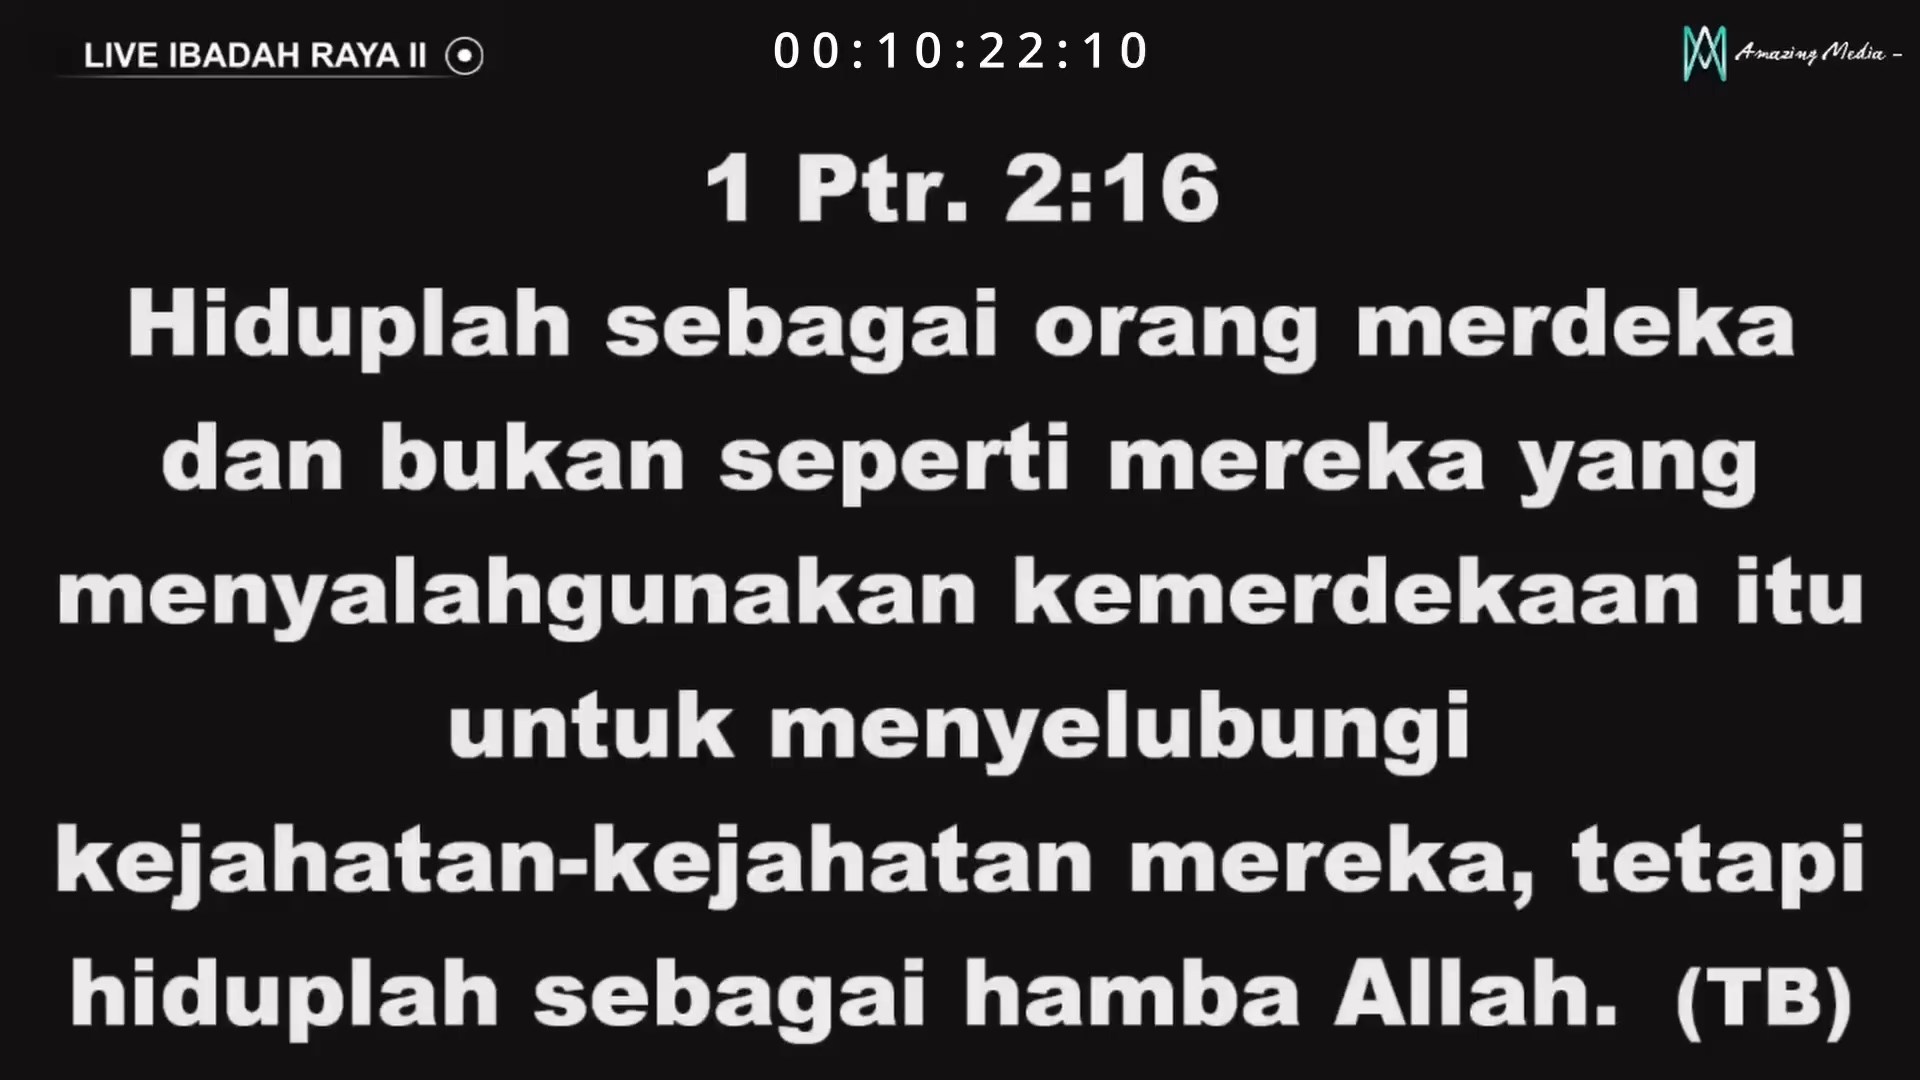 LIVE IBADAH RAYA II
00:10:22:10
Amazing Media -
1 Ptr. 2:16
Hiduplah sebagai orang merdeka
dan bukan seperti mereka yang
menyalahgunakan kemerdekaan itu
untuk menyelubungi
kejahatan-kejahatan mereka, tetapi
hiduplah sebagai hamba Allah. (TB)